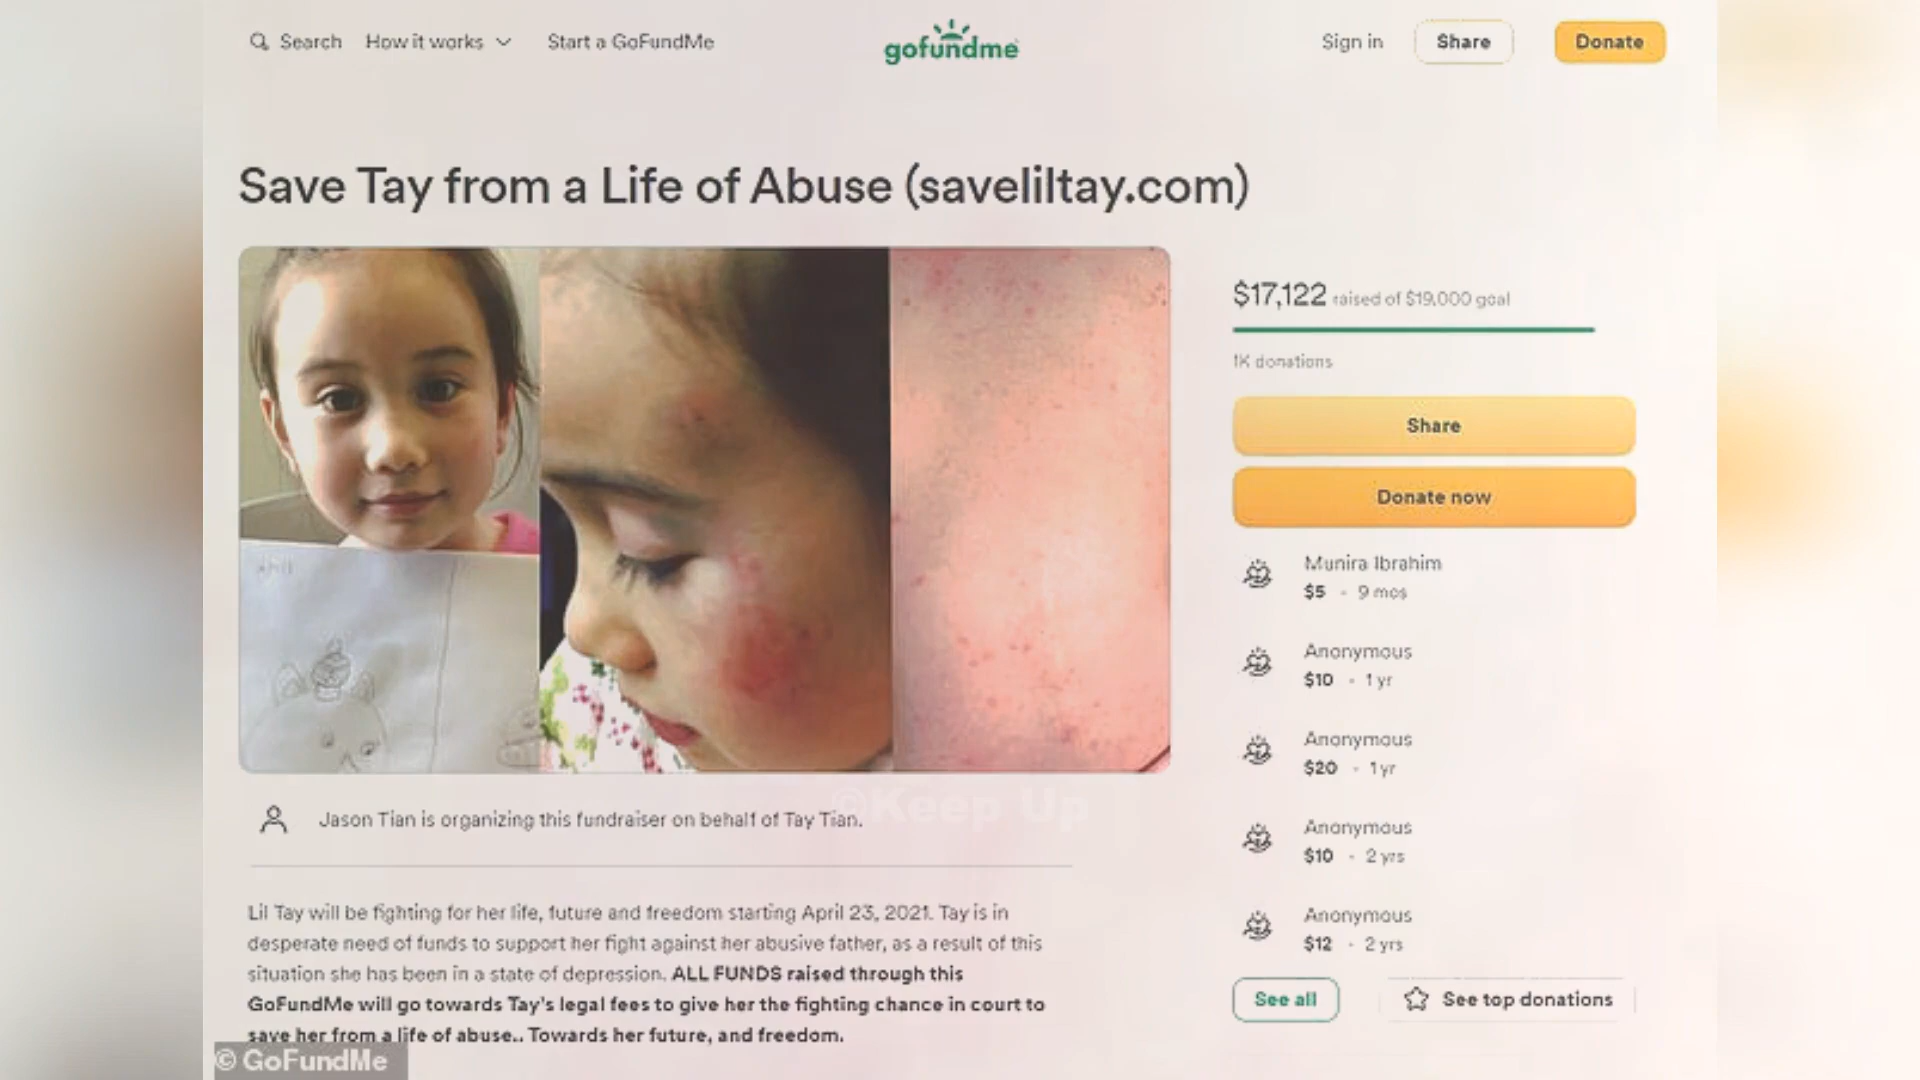 Search
How it works
Start a GoFundMe
gofundme
Sign in
Share
Donate
Save Tay from a Life of Abuse (saveliltay.com)
$17,122 raised of $19,000 goal
1K donations
Share
Donate now
Munira Ibrahim
$5 • 9 mos
Anonymous
$10 • 1 yr
Anonymous
$20 • 1 yr
Anonymous
$10 • 2 yrs
Anonymous
$12 • 2 yrs
See all
See top donations
©Keep Up
Jason Tian is organizing this fundraiser on behalf of Tay Tian.
Lil Tay will be fighting for her life, future and freedom starting April 23, 2021. Tay is in
desperate need of funds to support her fight against her abusive father, as a result of this
situation she has been in a state of depression. ALL FUNDS raised through this
GoFundMe will go towards Tay's legal fees to give her the fighting chance in court to
save her from a life of abuse.. Towards her future, and freedom.
© GoFundMe